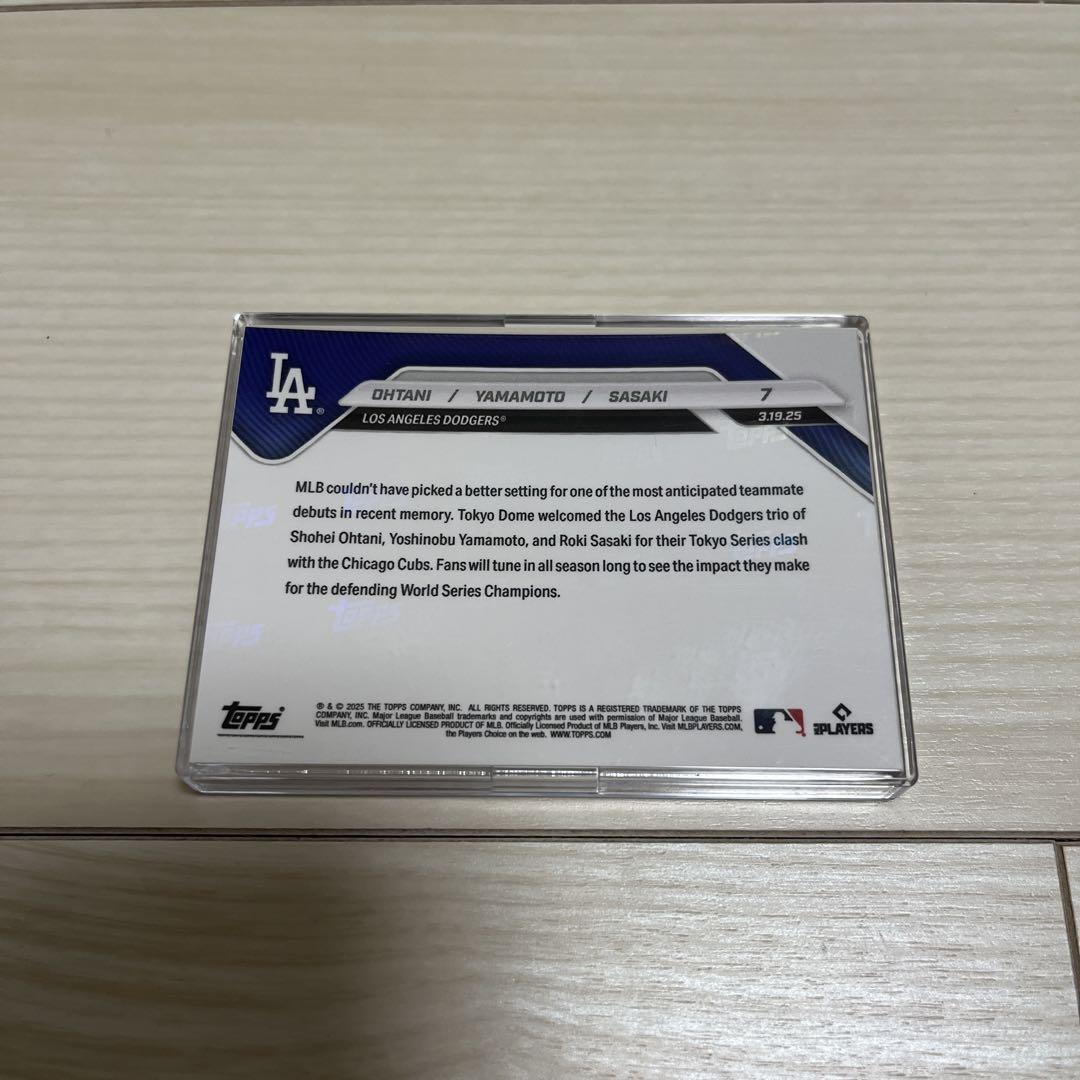 LA®
OHTANI / YAMAMOTO / SASAKI 7
LOS ANGELES DODGERS® 3.19.25
MLB couldn't have picked a better setting for one of the most anticipated teammate
debuts in recent memory. Tokyo Dome welcomed the Los Angeles Dodgers trio of
Shohei Ohtani, Yoshinobu Yamamoto, and Roki Sasaki for their Tokyo Series clash
with the Chicago Cubs. Fans will tune in all season long to see the impact they make
for the defending World Series Champions.
topps
® & © 2025 THE TOPPS COMPANY, INC. ALL RIGHTS RESERVED. TOPPS IS A REGISTERED TRADEMARK OF THE TOPPS
COMPANY, INC. Major League Baseball trademarks and copyrights are used with permission of Major League Baseball.
Visit MLB.com. OFFICIALLY LICENSED PRODUCT OF MLB. Officially Licensed Product of MLB Players, Inc. Visit MLBPLAYERS.COM,
the Players Choice on the web. WWW.TOPPS.COM
MLB PLAYERS